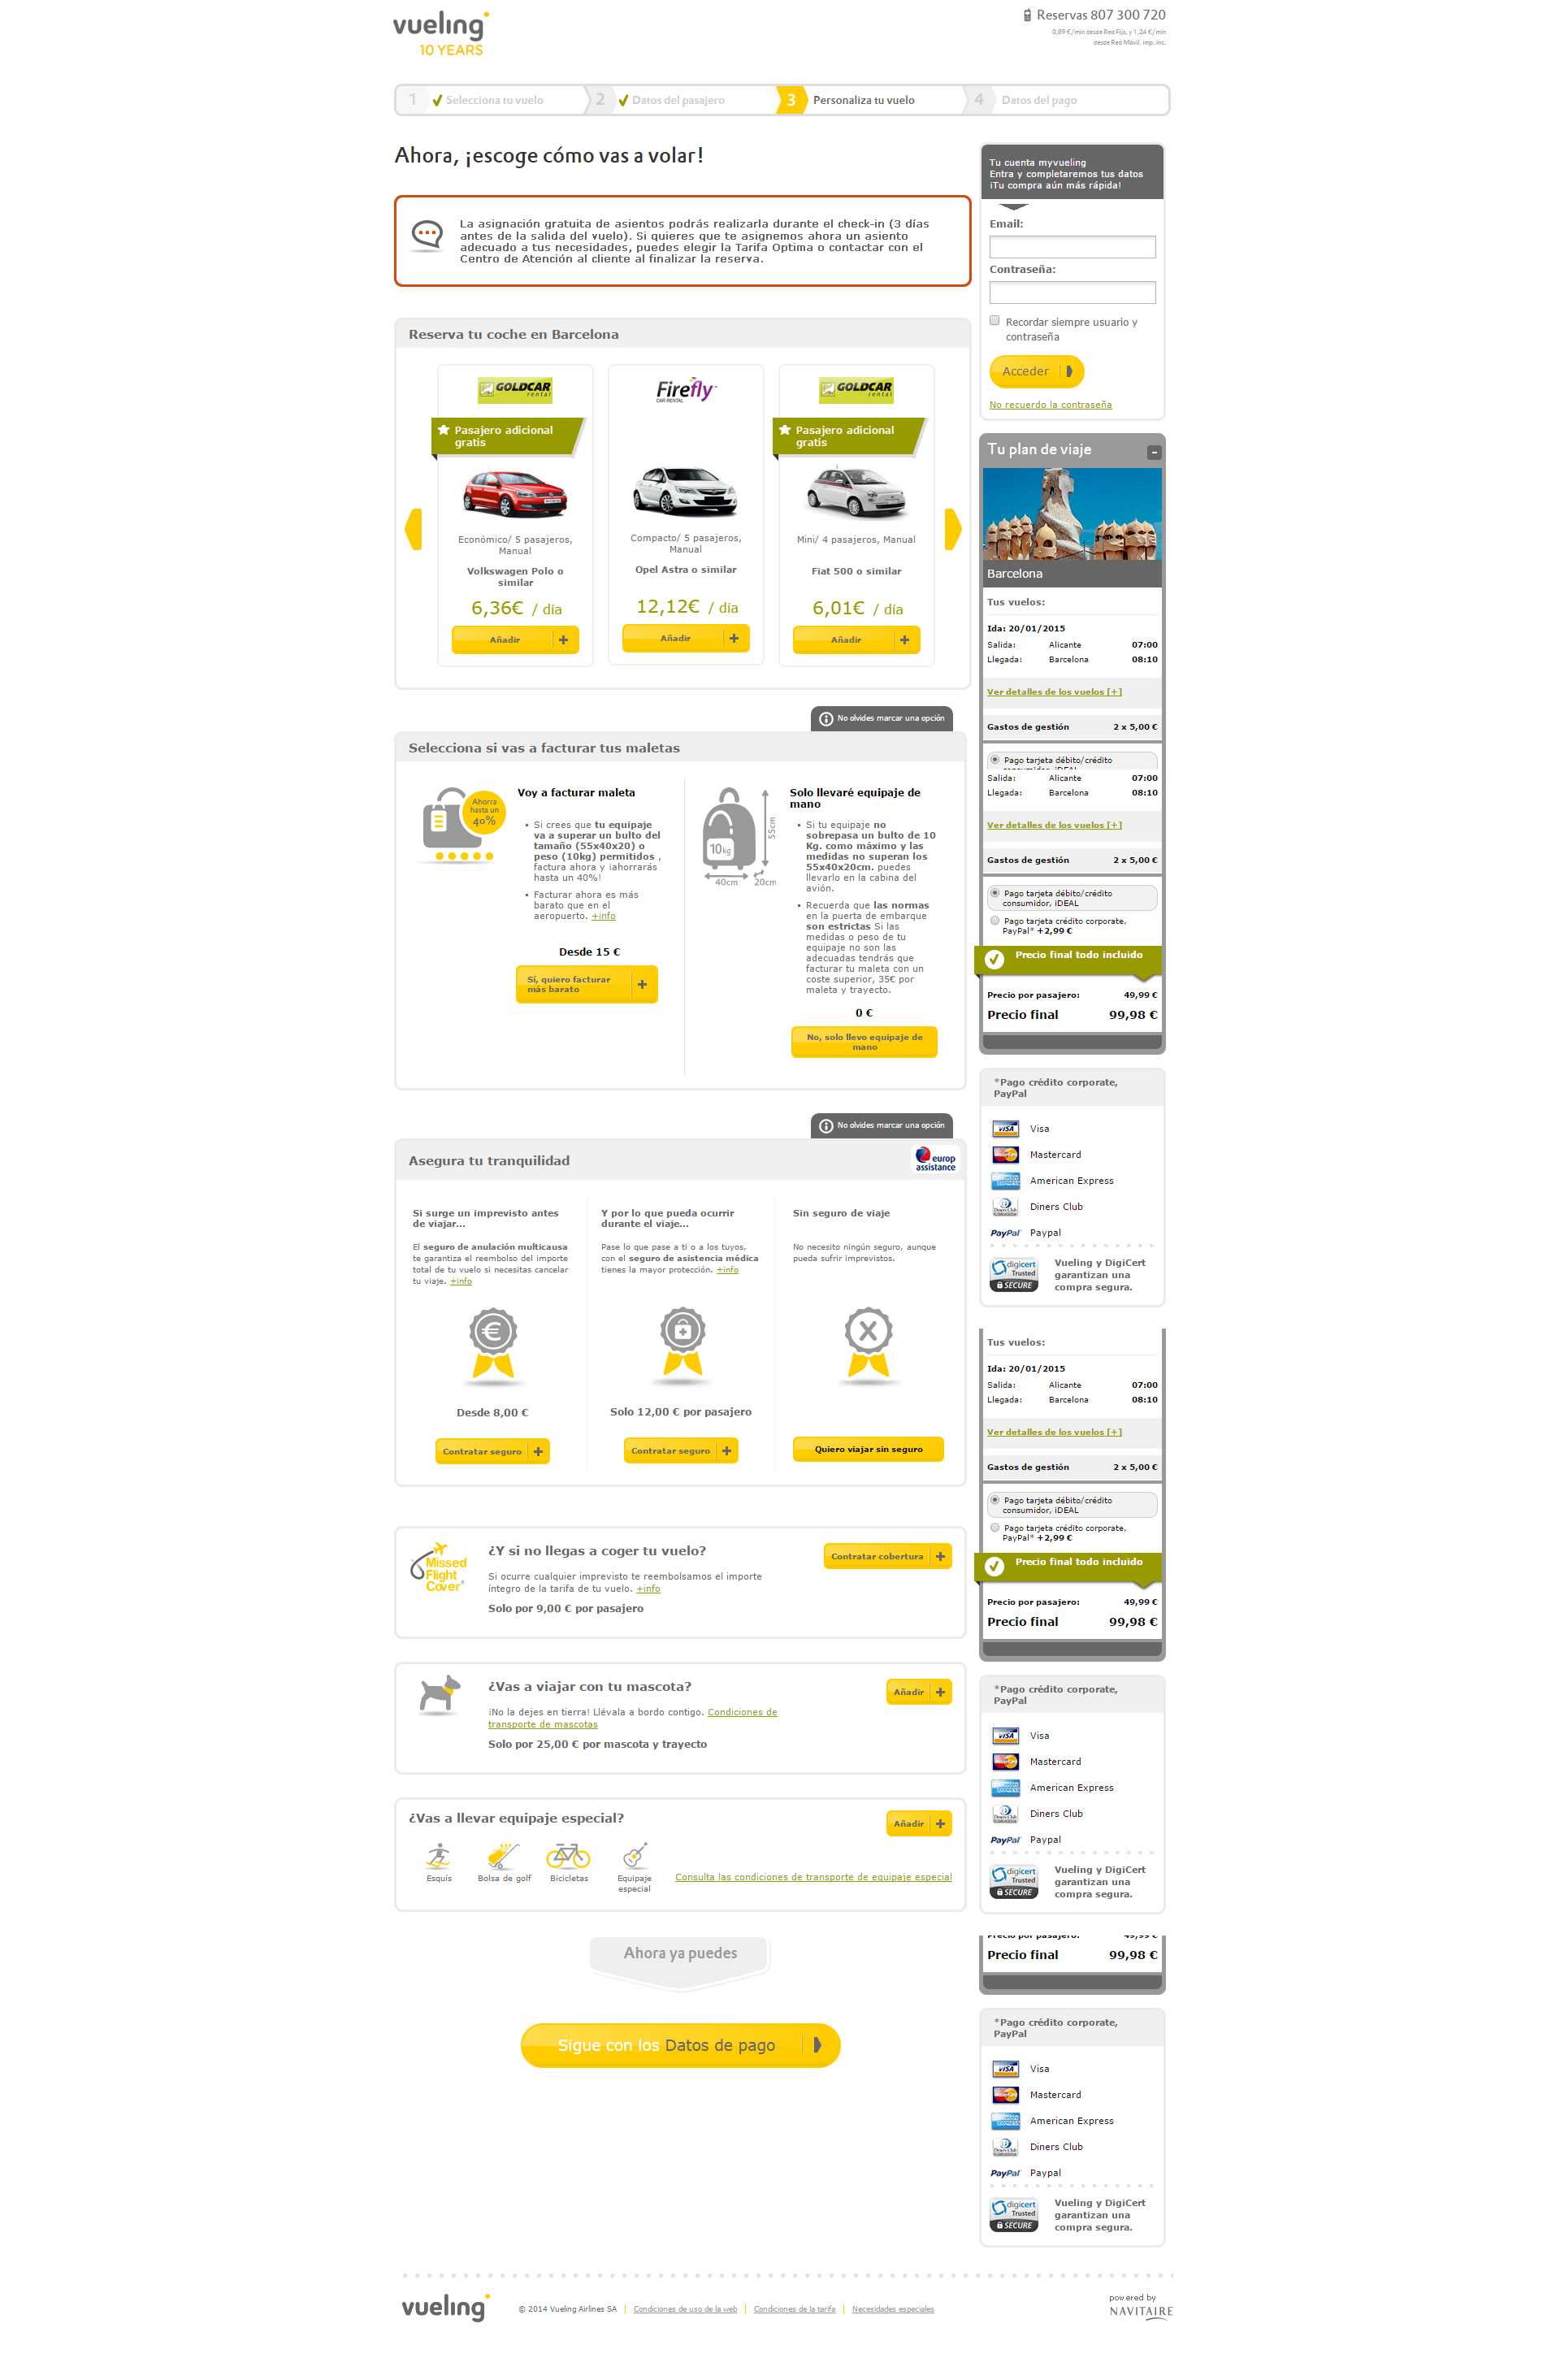 vueling
10 YEARS
Reservas 807 300 720
0,89 €/min desde Red Fija, y 1,24 €/min
desde Red Móvil. imp. inc.
1 Selecciona tu vuelo
2 Datos del pasajero
3 Personaliza tu vuelo
4 Datos del pago
Ahora, ¡escoge cómo vas a volar!
La asignación gratuita de asientos podrás realizarla durante el check-in (3 días
antes de la salida del vuelo). Si quieres que te asignemos ahora un asiento
adecuado a tus necesidades, puedes elegir la Tarifa Optima o contactar con el
Centro de Atención al cliente al finalizar la reserva.
Reserva tu coche en Barcelona
GOLDCAR
rental
Pasajero adicional
gratis
Económico/ 5 pasajeros,
Manual
Volkswagen Polo o
similar
6,36€ / día
Añadir
Firefly
CAR RENTAL
Compacto/ 5 pasajeros,
Manual
Opel Astra o similar
12,12€ / día
Añadir
GOLDCAR
rental
Pasajero adicional
gratis
Mini/ 4 pasajeros, Manual
Fiat 500 o similar
6,01€ / día
Añadir
No olvides marcar una opción
Selecciona si vas a facturar tus maletas
Ahorra
hasta un
40%
Voy a facturar maleta
• Si crees que tu equipaje
va a superar un bulto del
tamaño (55x40x20) o
peso (10kg) permitidos ,
factura ahora y ¡ahorrarás
hasta un 40%!
• Facturar ahora es más
barato que en el
aeropuerto. +info
Desde 15 €
Sí, quiero facturar
más barato
10kg
55cm
40cm
20cm
Solo llevaré equipaje de
mano
• Si tu equipaje no
sobrepasa un bulto de 10
Kg. como máximo y las
medidas no superan los
55x40x20cm. puedes
llevarlo en la cabina del
avión.
• Recuerda que las normas
en la puerta de embarque
son estrictas Si las
medidas o peso de tu
equipaje no son las
adecuadas tendrás que
facturar tu maleta con un
coste superior, 35€ por
maleta y trayecto.
0 €
No, solo llevo equipaje de
mano
No olvides marcar una opción
Asegura tu tranquilidad
europ
assistance
Si surge un imprevisto antes
de viajar...
El seguro de anulación multicausa
te garantiza el reembolso del importe
total de tu vuelo si necesitas cancelar
tu viaje. +info
Desde 8,00 €
Contratar seguro
Y por lo que pueda ocurrir
durante el viaje...
Pase lo que pase a ti o a los tuyos,
con el seguro de asistencia médica
tienes la mayor protección. +info
Solo 12,00 € por pasajero
Contratar seguro
Sin seguro de viaje
No necesito ningún seguro, aunque
pueda sufrir imprevistos.
Quiero viajar sin seguro
Missed
Flight
Cover
¿Y si no llegas a coger tu vuelo?
Si ocurre cualquier imprevisto te reembolsamos el importe
íntegro de la tarifa de tu vuelo. +info
Solo por 9,00 € por pasajero
Contratar cobertura
¿Vas a viajar con tu mascota?
¡No la dejes en tierra! Llévala a bordo contigo. Condiciones de
transporte de mascotas
Solo por 25,00 € por mascota y trayecto
Añadir
¿Vas a llevar equipaje especial?
Añadir
Esquís
Bolsa de golf
Bicicletas
Equipaje
especial
Consulta las condiciones de transporte de equipaje especial
Ahora ya puedes
Sigue con los Datos de pago
Tu cuenta myvueling
Entra y completaremos tus datos
¡Tu compra aún más rápida!
Email:
Contraseña:
Recordar siempre usuario y
contraseña
Acceder
No recuerdo la contraseña
Tu plan de viaje
Barcelona
Tus vuelos:
Ida: 20/01/2015
Salida: Alicante 07:00
Llegada: Barcelona 08:10
Ver detalles de los vuelos [+]
Gastos de gestión 2 x 5,00 €
Pago tarjeta débito/crédito
consumidor, iDEAL
Salida: Alicante 07:00
Llegada: Barcelona 08:10
Ver detalles de los vuelos [+]
Gastos de gestión 2 x 5,00 €
Pago tarjeta débito/crédito
consumidor, iDEAL
Pago tarjeta crédito corporate,
PayPal* +2,99 €
Precio final todo incluido
Precio por pasajero: 49,99 €
Precio final 99,98 €
*Pago crédito corporate,
PayPal
VISA Visa
Mastercard
American Express
Diners Club
PayPal Paypal
digicert
Trusted
SECURE
Vueling y DigiCert
garantizan una
compra segura.
Tus vuelos:
Ida: 20/01/2015
Salida: Alicante 07:00
Llegada: Barcelona 08:10
Ver detalles de los vuelos [+]
Gastos de gestión 2 x 5,00 €
Pago tarjeta débito/crédito
consumidor, iDEAL
Pago tarjeta crédito corporate,
PayPal* +2,99 €
Precio final todo incluido
Precio por pasajero: 49,99 €
Precio final 99,98 €
*Pago crédito corporate,
PayPal
VISA Visa
Mastercard
American Express
Diners Club
PayPal Paypal
digicert
Trusted
SECURE
Vueling y DigiCert
garantizan una
compra segura.
Precio por pasajero: 49,99 €
Precio final 99,98 €
*Pago crédito corporate,
PayPal
VISA Visa
Mastercard
American Express
Diners Club
PayPal Paypal
digicert
Trusted
SECURE
Vueling y DigiCert
garantizan una
compra segura.
vueling
© 2014 Vueling Airlines SA | Condiciones de uso de la web | Condiciones de la tarifa | Necesidades especiales
powered by
NAVITAIRE